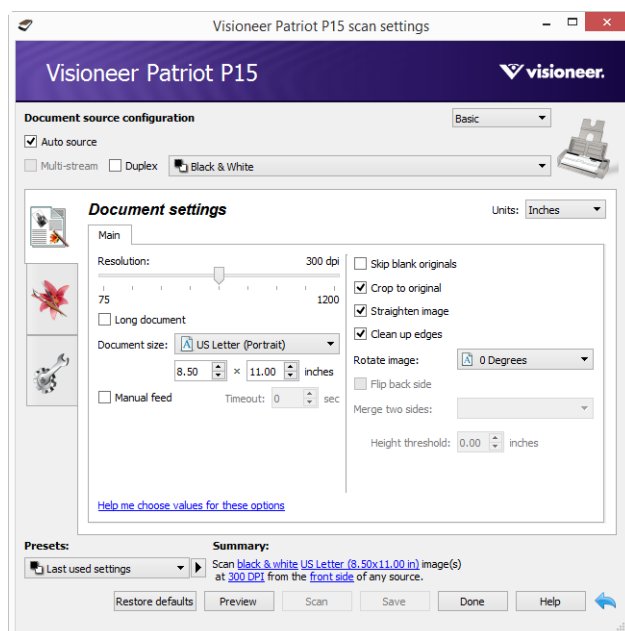 Visioneer Patriot P15 scan settings
Visioneer Patriot P15
visioneer.
Document source configuration
Basic
Auto source
Multi-stream Duplex Black & White
Document settings
Units: Inches
Main
Resolution: 300 dpi
75 1200
Long document
Document size: US Letter (Portrait)
8.50 × 11.00 inches
Manual feed Timeout: 0 sec
Skip blank originals
Crop to original
Straighten image
Clean up edges
Rotate image: 0 Degrees
Flip back side
Merge two sides:
Height threshold: 0.00 inches
Help me choose values for these options
Presets:
Last used settings
Summary:
Scan black & white US Letter (8.50x11.00 in) image(s)
at 300 DPI from the front side of any source.
Restore defaults Preview Scan Save Done Help